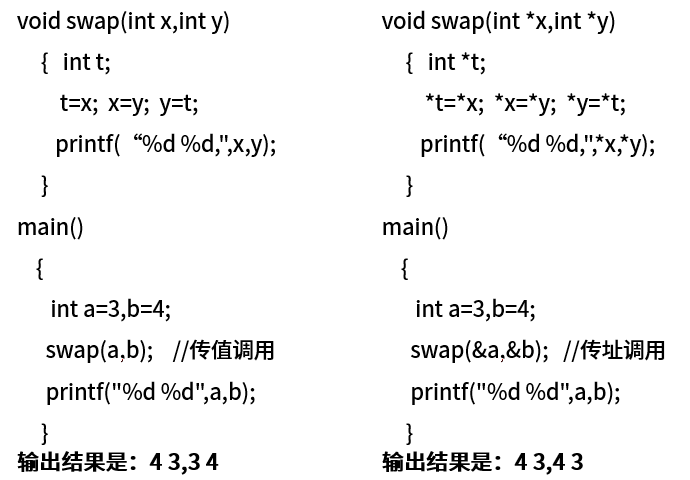 void swap(int x,int y)
{ int t;
t=x; x=y; y=t;
printf(“%d %d,",x,y);
}
main()
{
int a=3,b=4;
swap(a,b); //传值调用
printf("%d %d",a,b);
}
输出结果是：4 3,3 4
void swap(int *x,int *y)
{ int *t;
*t=*x; *x=*y; *y=*t;
printf(“%d %d,",*x,*y);
}
main()
{
int a=3,b=4;
swap(&a,&b); //传址调用
printf("%d %d",a,b);
}
输出结果是：4 3,4 3